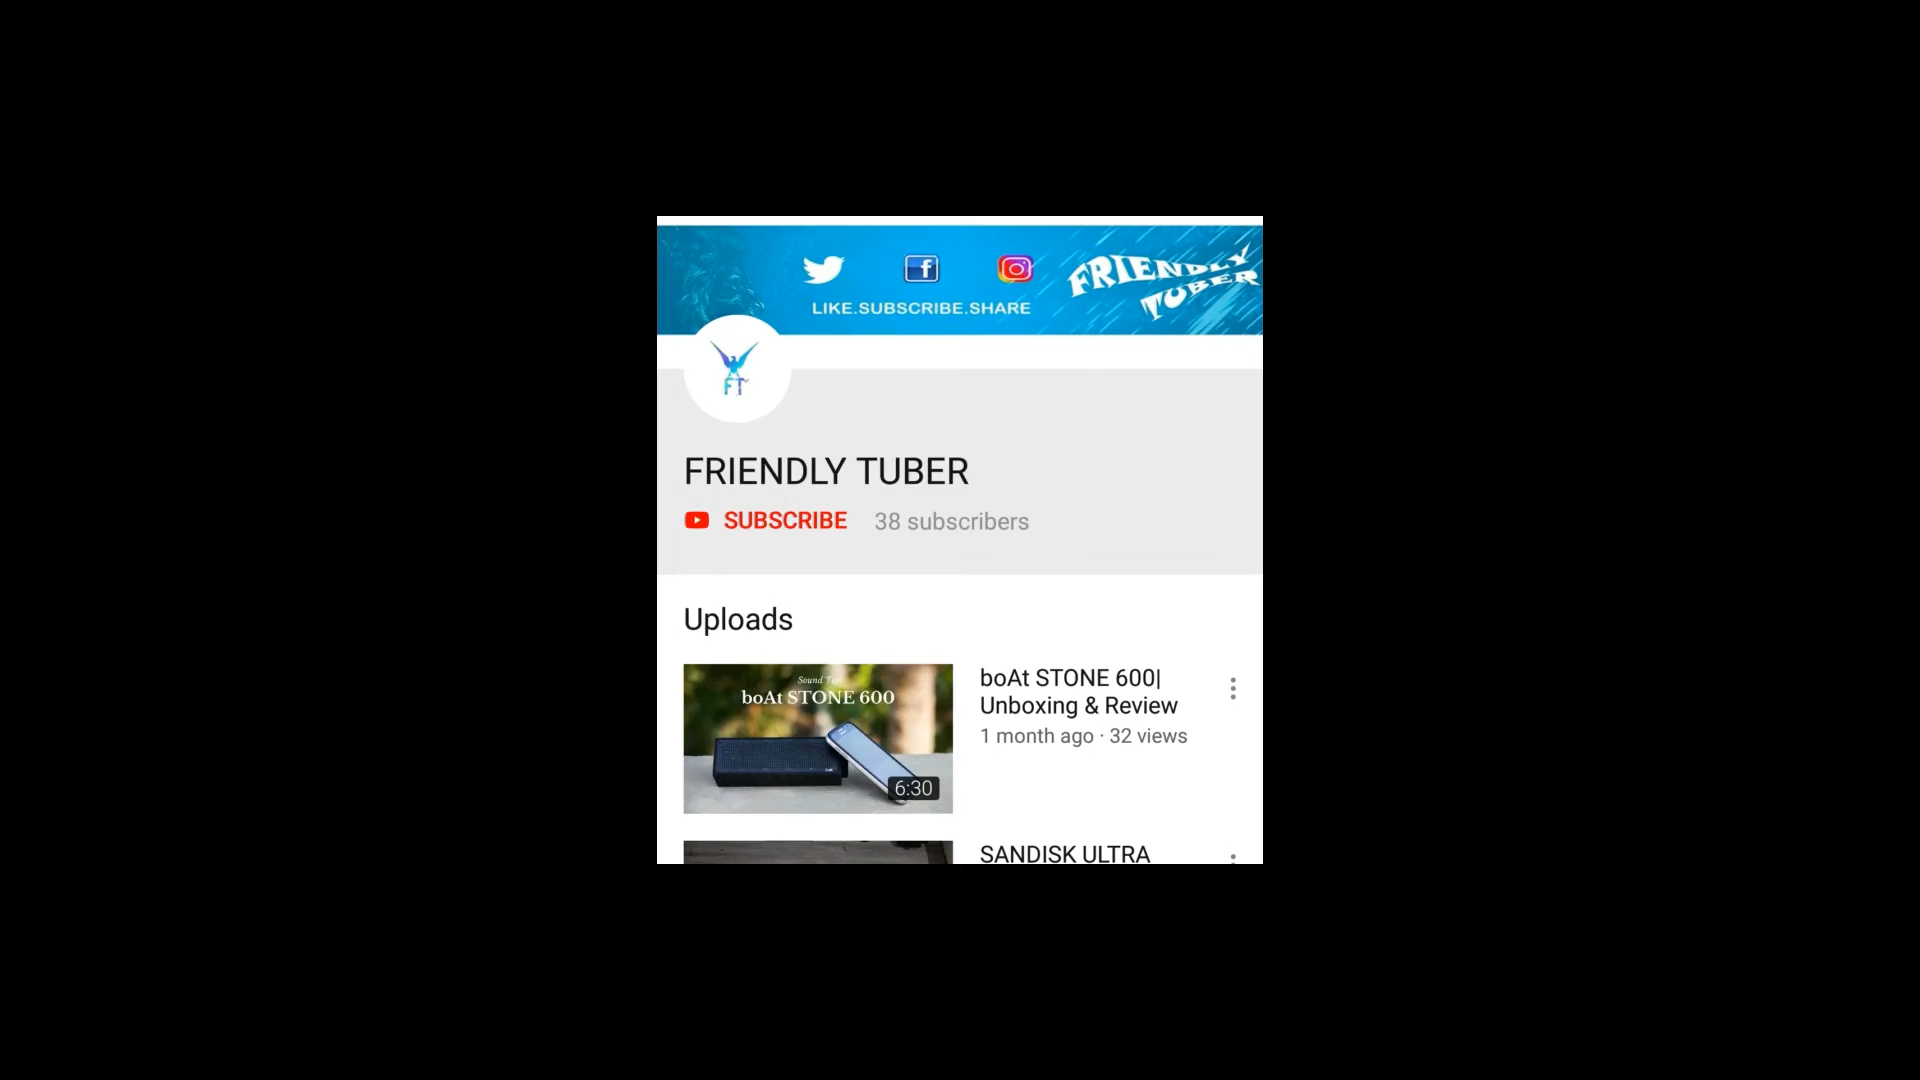 FRIENDLY
TUBER
LIKE.SUBSCRIBE.SHARE
FT
FRIENDLY TUBER
SUBSCRIBE 38 subscribers
Uploads
Sound
boAt STONE 600
6:30
boAt STONE 600|
Unboxing & Review
1 month ago · 32 views
SANDISK ULTRA